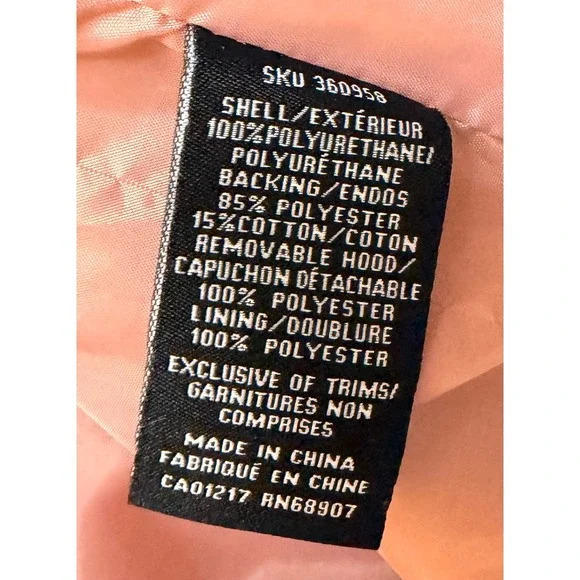 SKU 360958
SHELL/EXTÉRIEUR
100%POLYURETHANE/
POLYURÉTHANE
BACKING/ENDOS
85% POLYESTER
15%COTTON/COTON
REMOVABLE HOOD/
CAPUCHON DÉTACHABLE
100% POLYESTER
LINING/DOUBLURE
100% POLYESTER
EXCLUSIVE OF TRIMS/
GARNITURES NON
COMPRISES
MADE IN CHINA
FABRIQUÉ EN CHINE
CA01217 RN68907